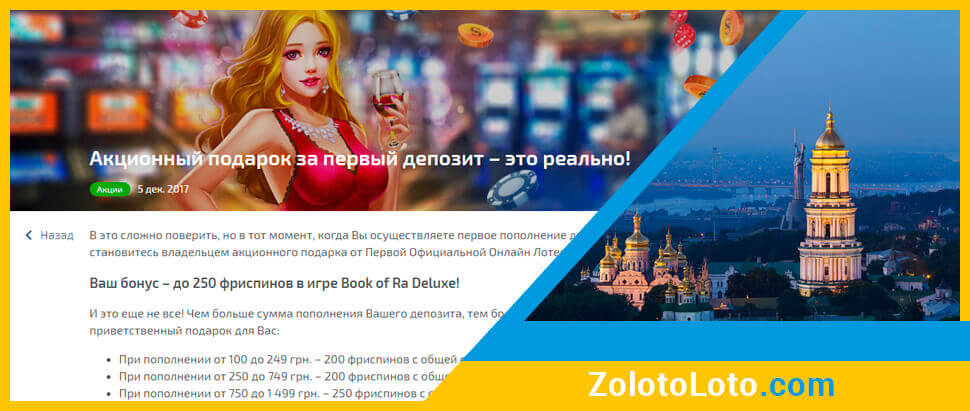 Акционный подарок за первый депозит – это реально!
Акции 5 дек. 2017
Назад
В это сложно поверить, но в тот момент, когда Вы осуществляете первое пополнение
становитесь владельцем акционного подарка от Первой Официальной Онлайн
Ваш бонус – до 250 фриспинов в игре Book of Ra Deluxe!
И это еще не все! Чем больше сумма пополнения Вашего депозита, тем
приветственный подарок для Вас:
• При пополнении от 100 до 249 грн. – 200 фриспинов с общей
• При пополнении от 250 до 749 грн. – 200 фриспинов с
• При пополнении от 750 до 1 499 грн. – 250 фриспинов с
ZolotoLoto.com